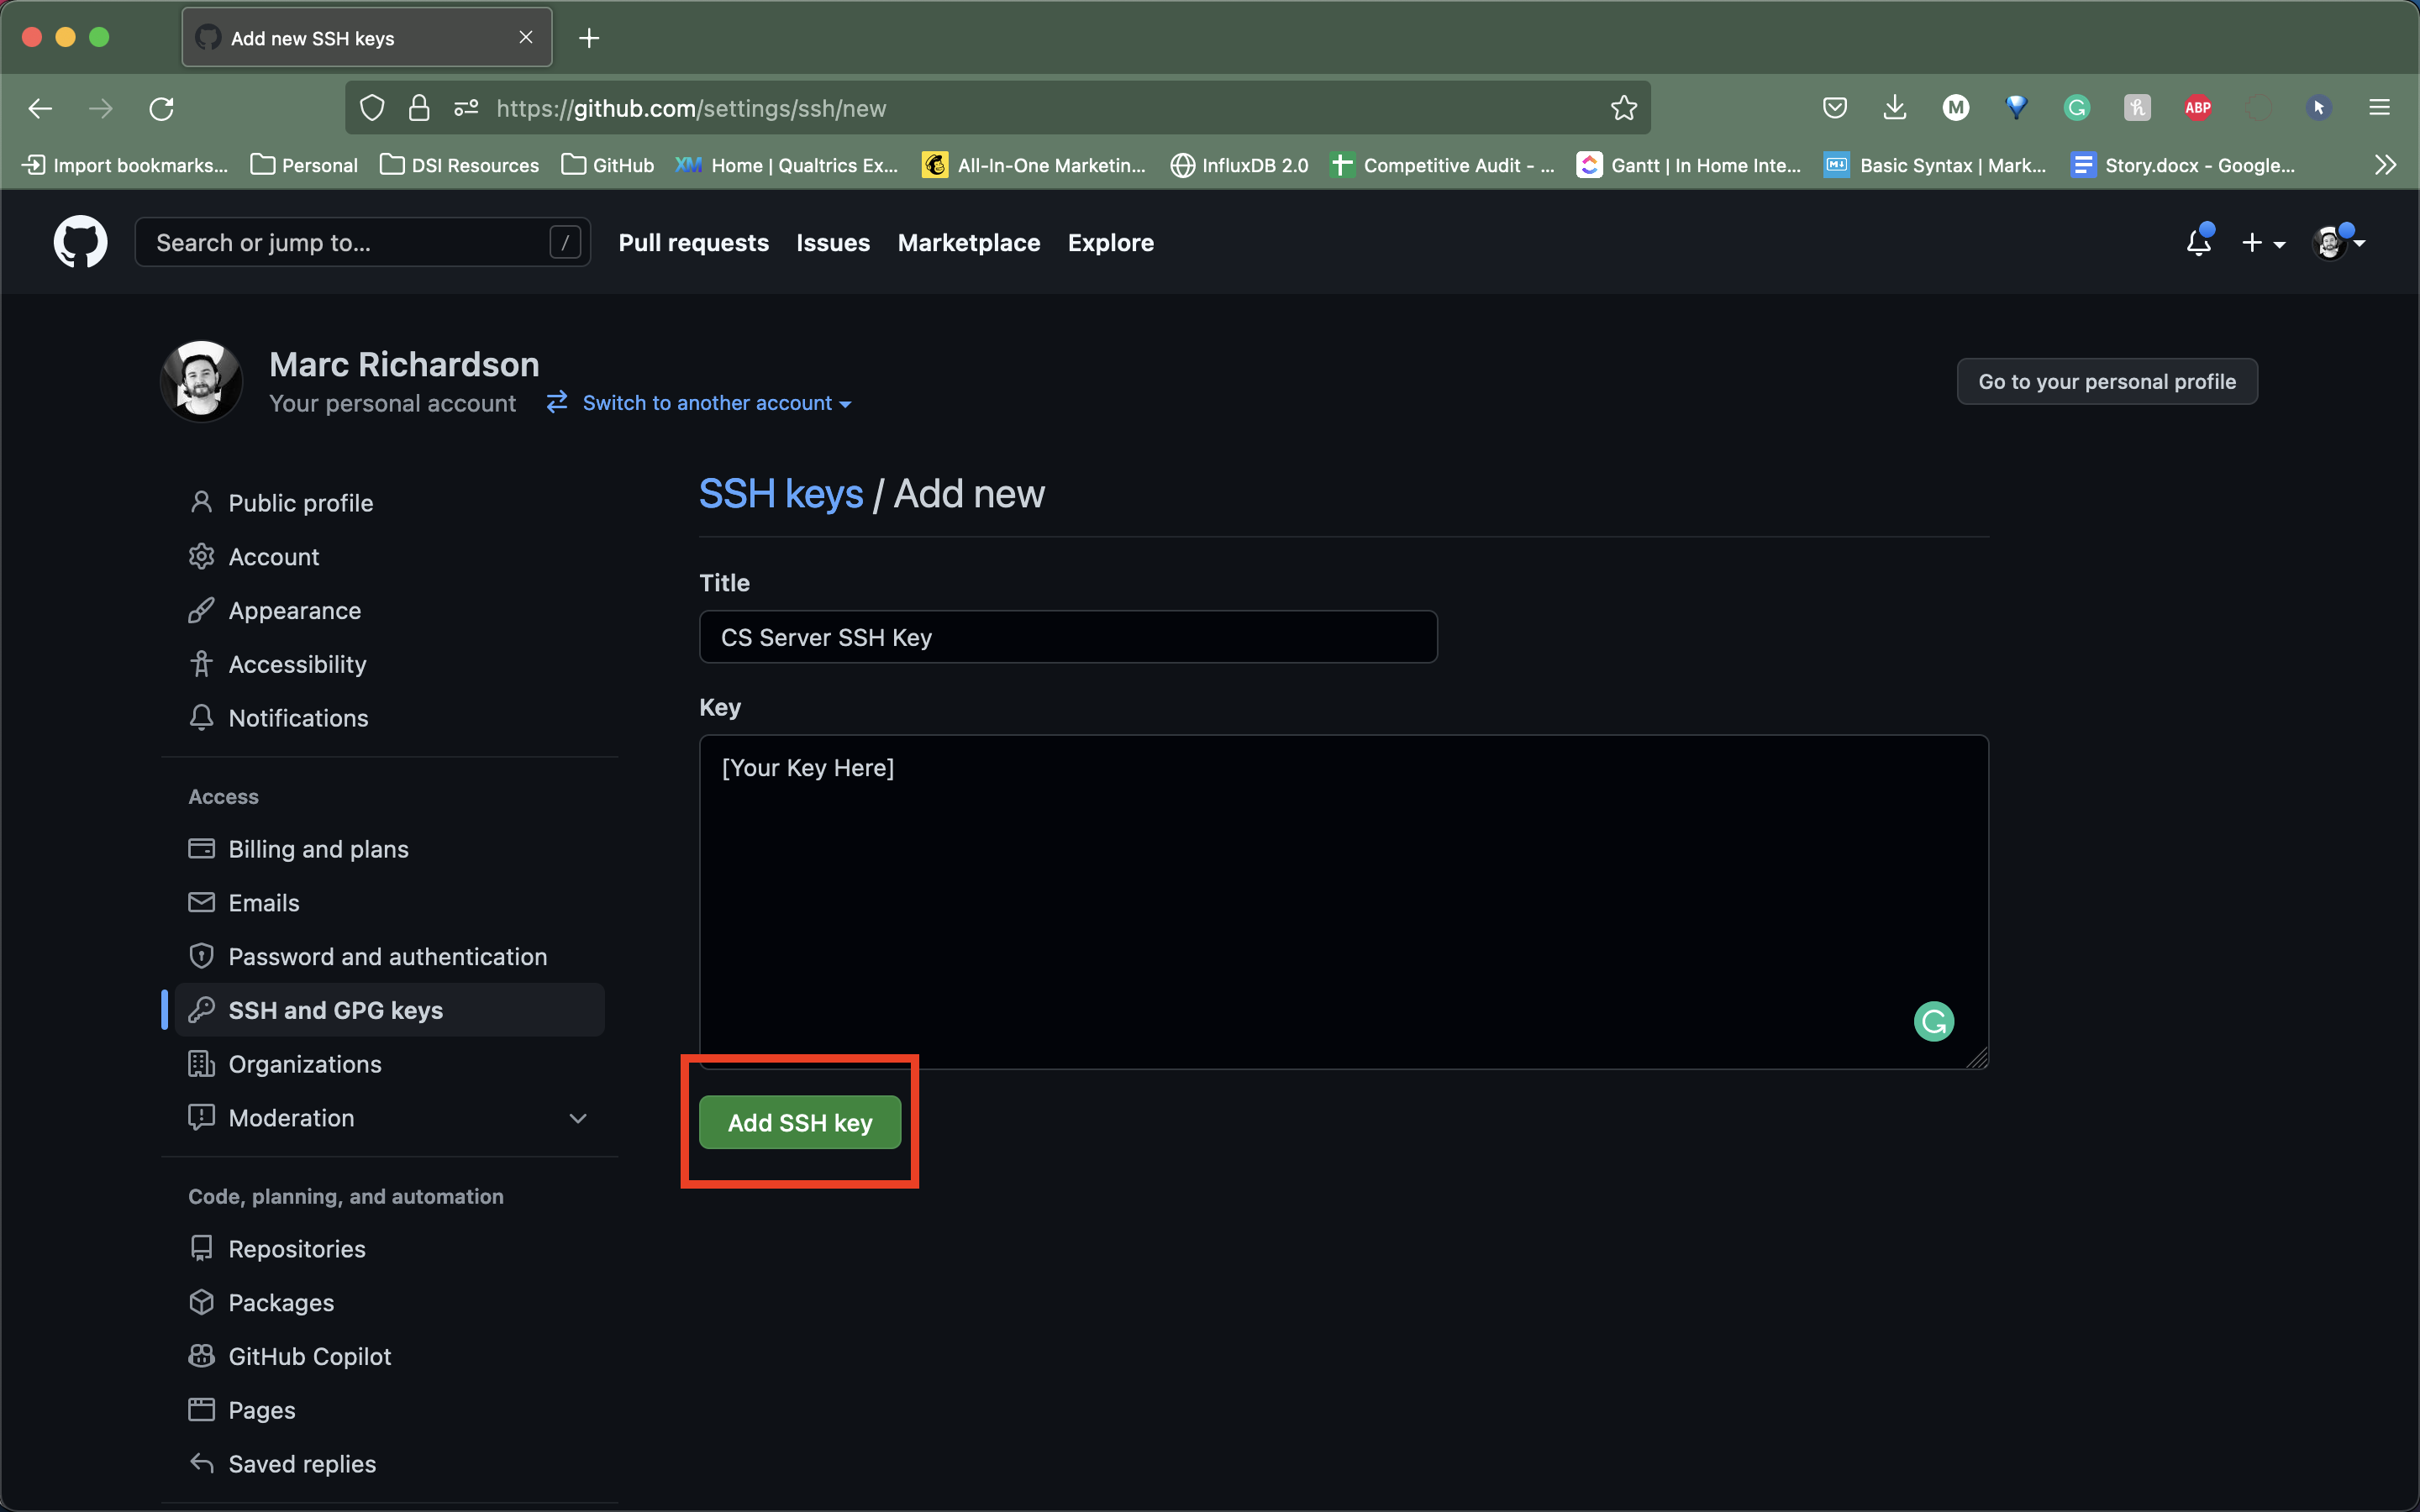 Add new SSH keys
https://github.com/settings/ssh/new
M
ABP
Import bookmarks... Personal DSI Resources GitHub XM Home | Qualtrics Ex... All-In-One Marketin... InfluxDB 2.0 Competitive Audit - ... Gantt | In Home Inte... Basic Syntax | Mark... Story.docx - Google...
Search or jump to... / Pull requests Issues Marketplace Explore
Marc Richardson
Your personal account Switch to another account
Go to your personal profile
Public profile
Account
Appearance
Accessibility
Notifications
Access
Billing and plans
Emails
Password and authentication
SSH and GPG keys
Organizations
Moderation
Code, planning, and automation
Repositories
Packages
GitHub Copilot
Pages
Saved replies
SSH keys / Add new
Title
CS Server SSH Key
Key
[Your Key Here]
Add SSH key